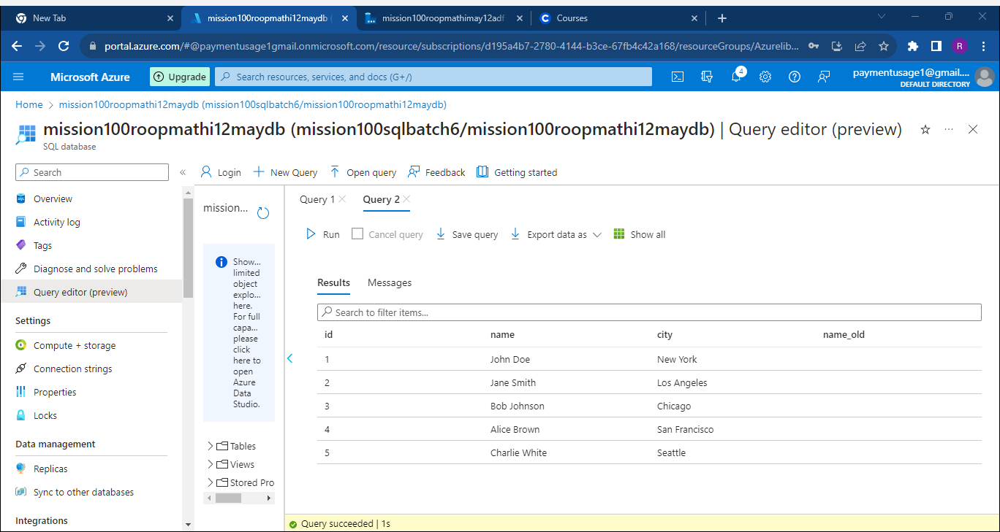 New Tab
mission100roopmathi12maydb (
mission100roopmathimay12adf
Courses
portal.azure.com/#@paymentusage1gmail.onmicrosoft.com/resource/subscriptions/d195a4b7-2780-4144-b3ce-67fb4c42a168/resourceGroups/Azurelib...
R
Microsoft Azure
Upgrade
Search resources, services, and docs (G+/)
4
paymentusage1@gmail....
DEFAULT DIRECTORY
Home > mission100roopmathi12maydb (mission100sqlbatch6/mission100roopmathi12maydb)
mission100roopmathi12maydb (mission100sqlbatch6/mission100roopmathi12maydb) | Query editor (preview)
SQL database
Search
Login
New Query
Open query
Feedback
Getting started
Overview
Activity log
Tags
Diagnose and solve problems
Query editor (preview)
Settings
Compute + storage
Connection strings
Properties
Locks
Data management
Replicas
Sync to other databases
Integrations
mission...
Show...
limited
object
explo...
here.
For full
capa...
please
click
here to
open
Azure
Data
Studio.
Tables
Views
Stored Pro
Query 1
Query 2
Run
Cancel query
Save query
Export data as
Show all
Results
Messages
Search to filter items...
id name city name_old
1 John Doe New York
2 Jane Smith Los Angeles
3 Bob Johnson Chicago
4 Alice Brown San Francisco
5 Charlie White Seattle
Query succeeded | 1s